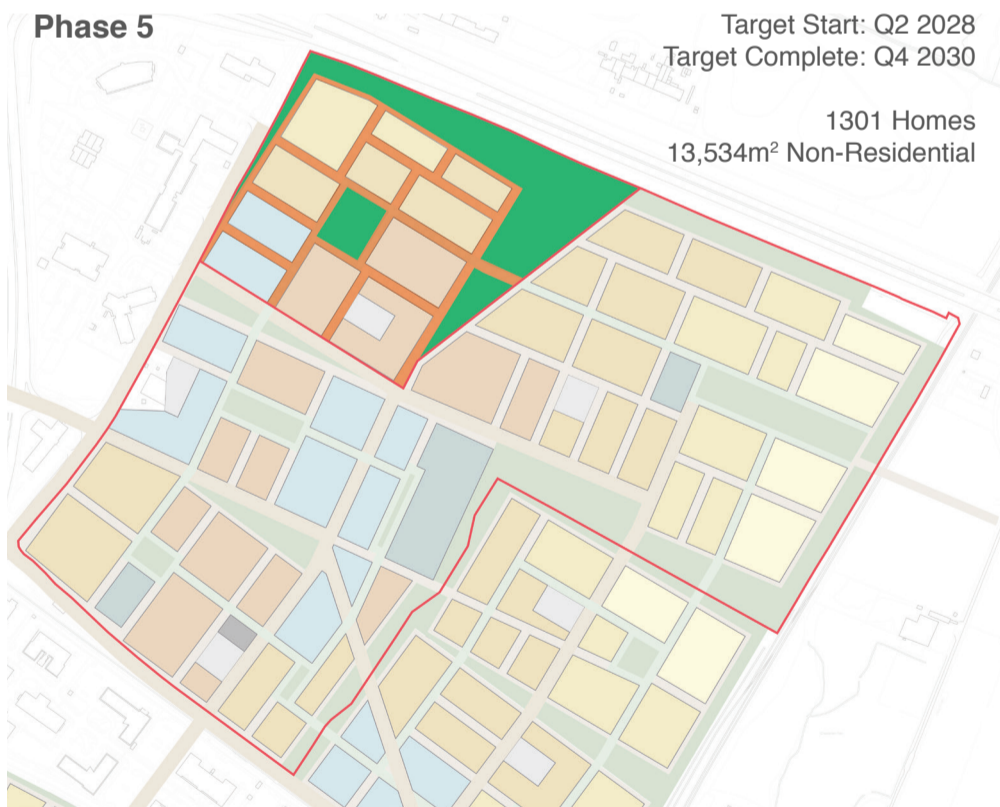 Phase 5
Target Start: Q2 2028
Target Complete: Q4 2030
1301 Homes
13,534m² Non-Residential